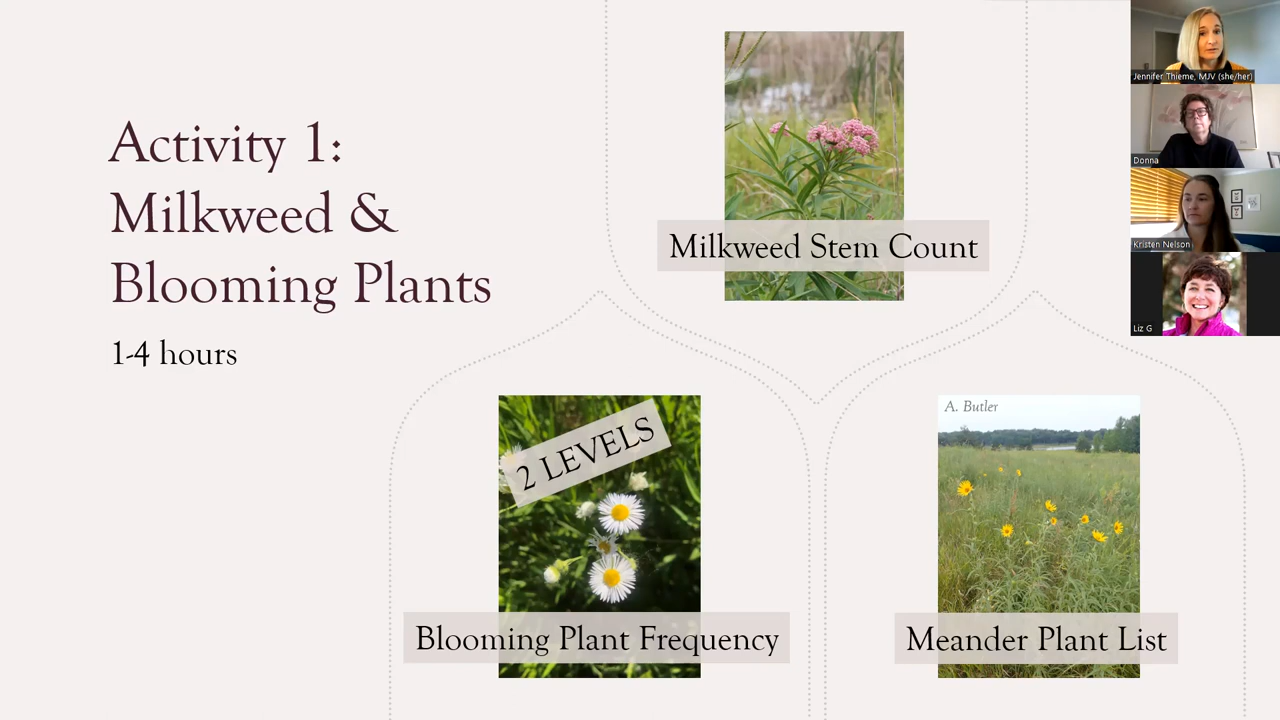 Activity 1:
Milkweed &
Blooming Plants
1-4 hours
Milkweed Stem Count
2 LEVELS
Blooming Plant Frequency
A. Butler
Meander Plant List
Jennifer Thieme, MJV (she/her)
Donna
Kristen Nelson
Liz G